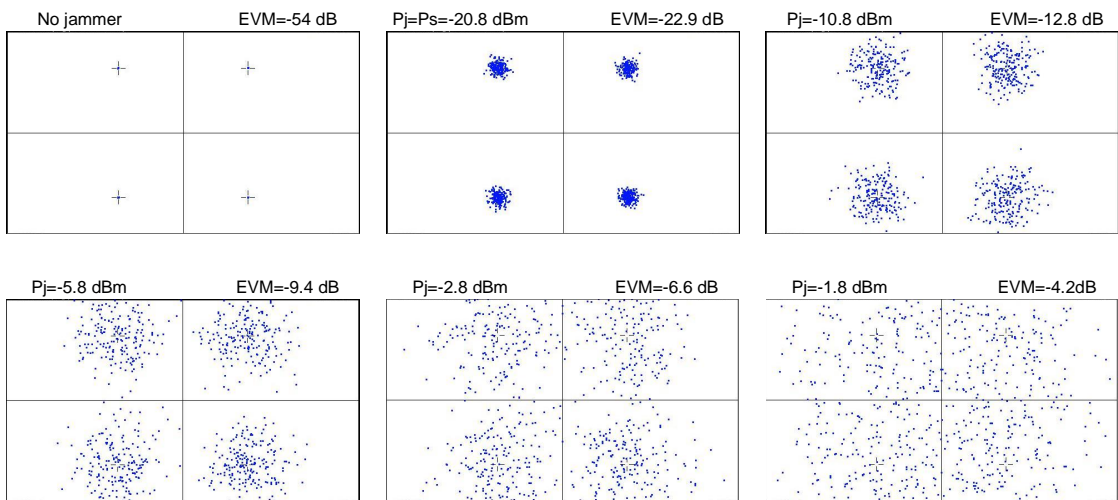 No jammer EVM=-54 dB
Pj=Ps=-20.8 dBm EVM=-22.9 dB
Pj=-10.8 dBm EVM=-12.8 dB
Pj=-5.8 dBm EVM=-9.4 dB
Pj=-2.8 dBm EVM=-6.6 dB
Pj=-1.8 dBm EVM=-4.2dB